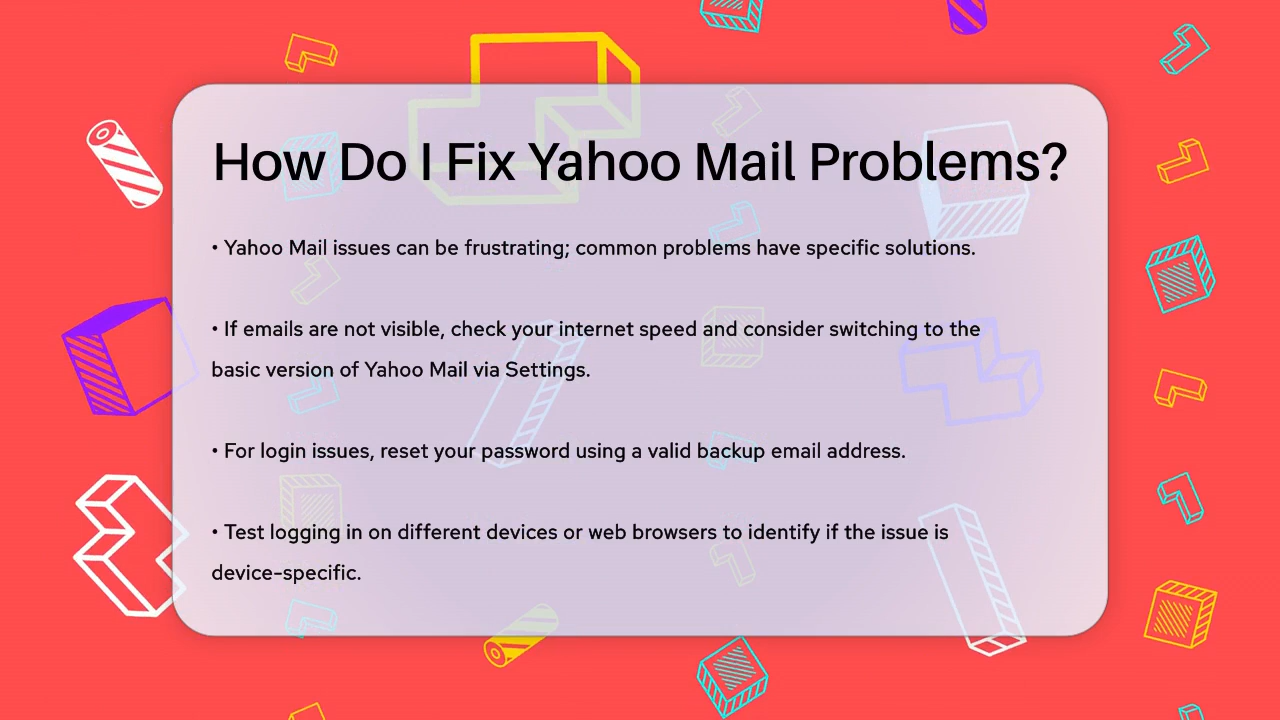 How Do I Fix Yahoo Mail Problems?
• Yahoo Mail issues can be frustrating; common problems have specific solutions.
• If emails are not visible, check your internet speed and consider switching to the
basic version of Yahoo Mail via Settings.
• For login issues, reset your password using a valid backup email address.
• Test logging in on different devices or web browsers to identify if the issue is
device-specific.